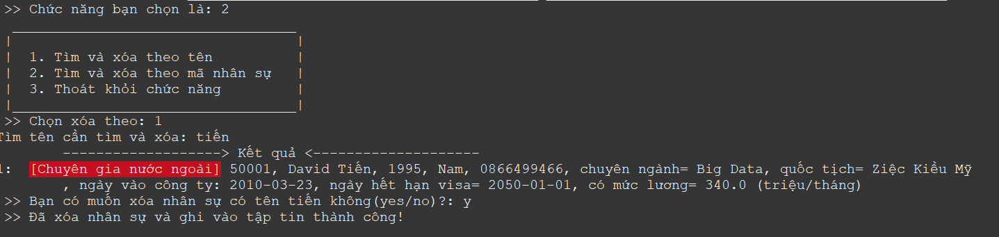 >> Chức năng bạn chọn là: 2
1. Tìm và xóa theo tên
2. Tìm và xóa theo mã nhân sự
3. Thoát khỏi chức năng
>> Chọn xóa theo: 1
Tìm tên cần tìm và xóa: tiến
-------------------> Kết quả <--------------------
1: [Chuyên gia nước ngoài] 50001, David Tiến, 1995, Nam, 0866499466, chuyên ngành= Big Data, quốc tịch= Ziệc Kiều Mỹ
, ngày vào công ty: 2010-03-23, ngày hết hạn visa= 2050-01-01, có mức lương= 340.0 (triệu/tháng)
>> Bạn có muốn xóa nhân sự có tên tiến không(yes/no)?: y
>> Đã xóa nhân sự và ghi vào tập tin thành công!